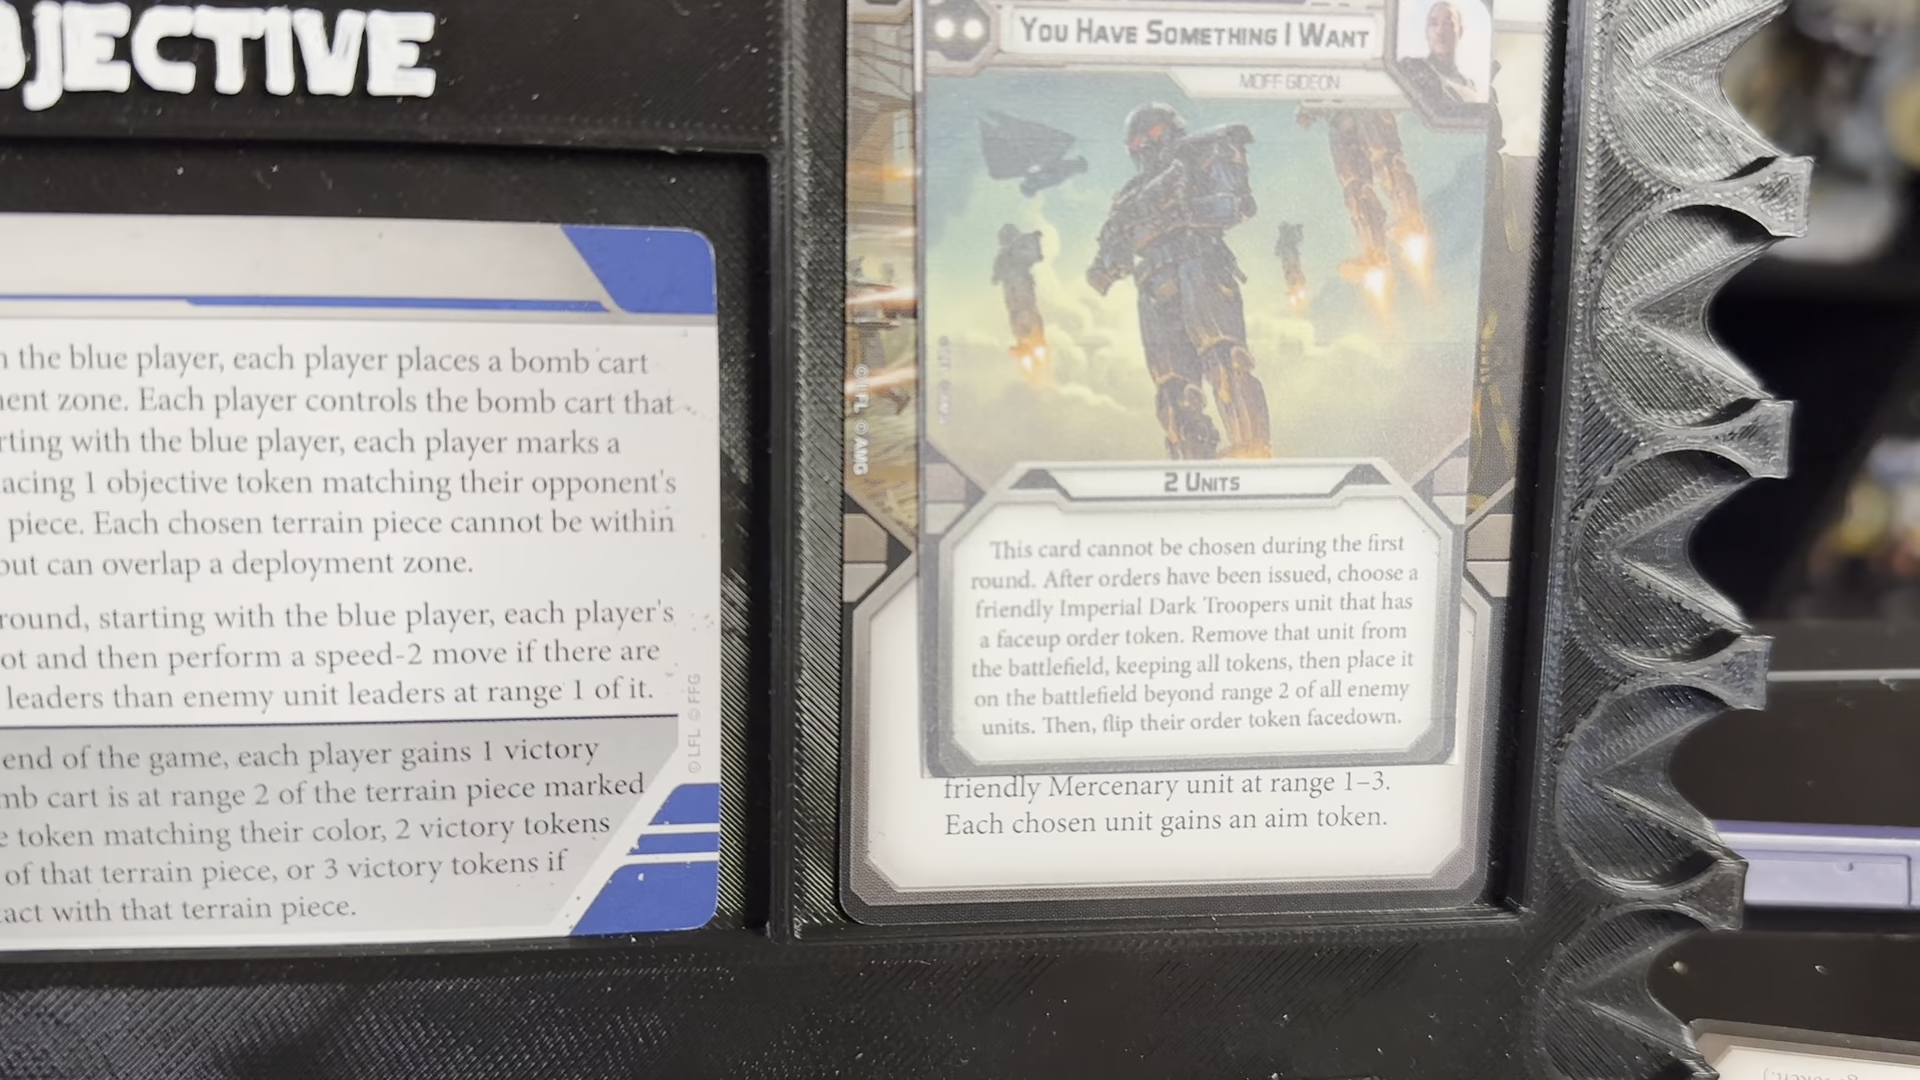 JECTIVE
the blue player, each player places a bomb cart
ent zone. Each player controls the bomb cart that
rting with the blue player, each player marks a
acing 1 objective token matching their opponent's
piece. Each chosen terrain piece cannot be within
out can overlap a deployment zone.
round, starting with the blue player, each player's
ot and then perform a speed-2 move if there are
leaders than enemy unit leaders at range 1 of it.
end of the game, each player gains 1 victory
mb cart is at range 2 of the terrain piece marked
e token matching their color, 2 victory tokens
of that terrain piece, or 3 victory tokens if
act with that terrain piece.
© LFL © FFG
You Have Something I Want
MOFF GIDEON
© LFL © AMG
2 Units
This card cannot be chosen during the first
round. After orders have been issued, choose a
friendly Imperial Dark Troopers unit that has
a faceup order token. Remove that unit from
the battlefield, keeping all tokens, then place it
on the battlefield beyond range 2 of all enemy
units. Then, flip their order token facedown.
friendly Mercenary unit at range 1–3.
Each chosen unit gains an aim token.